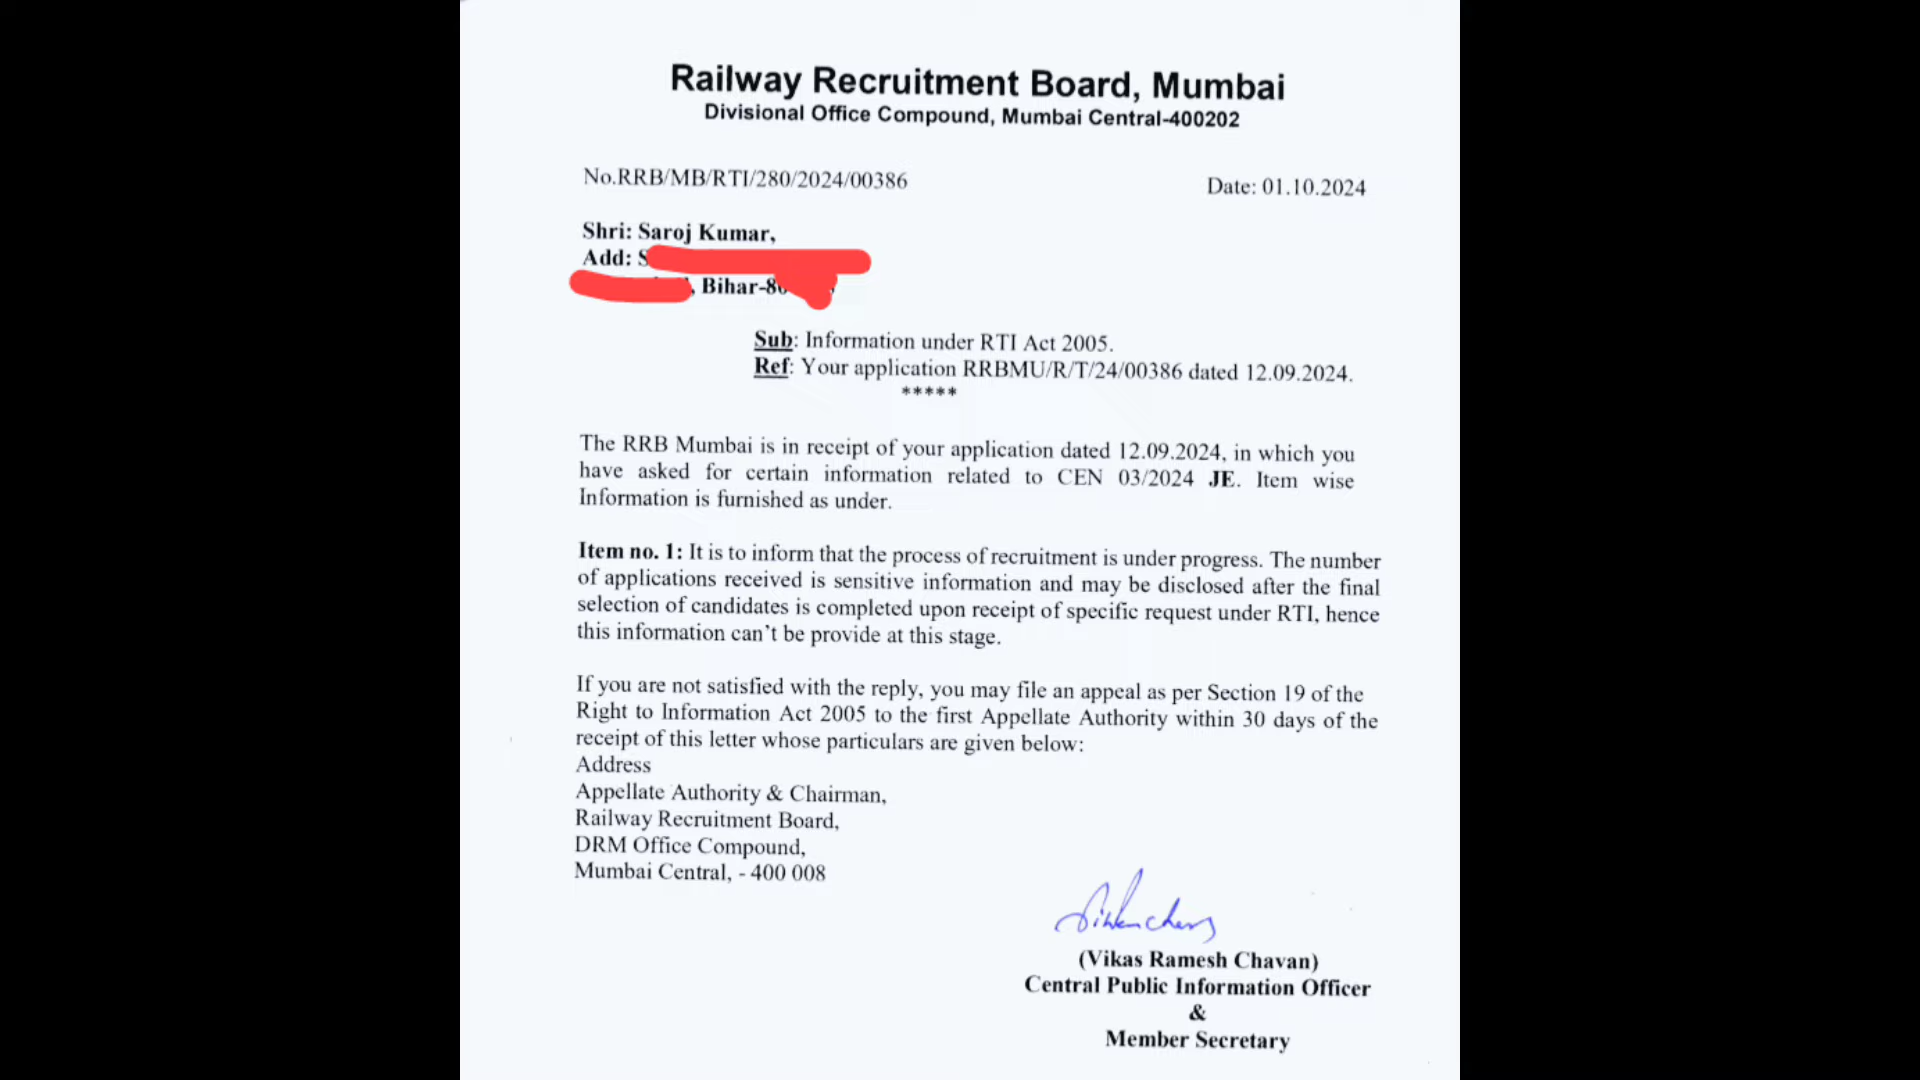 Railway Recruitment Board, Mumbai
Divisional Office Compound, Mumbai Central-400202
No.RRB/MB/RTI/280/2024/00386
Date: 01.10.2024
Shri: Saroj Kumar,
Add: S
, Bihar-80
Sub: Information under RTI Act 2005.
Ref: Your application RRBMU/R/T/24/00386 dated 12.09.2024.
*****
The RRB Mumbai is in receipt of your application dated 12.09.2024, in which you
have asked for certain information related to CEN 03/2024 JE. Item wise
Information is furnished as under.
Item no. 1: It is to inform that the process of recruitment is under progress. The number
of applications received is sensitive information and may be disclosed after the final
selection of candidates is completed upon receipt of specific request under RTI, hence
this information can't be provide at this stage.
If you are not satisfied with the reply, you may file an appeal as per Section 19 of the
Right to Information Act 2005 to the first Appellate Authority within 30 days of the
receipt of this letter whose particulars are given below:
Address
Appellate Authority & Chairman,
Railway Recruitment Board,
DRM Office Compound,
Mumbai Central, - 400 008
(Vikas Ramesh Chavan)
Central Public Information Officer
&
Member Secretary